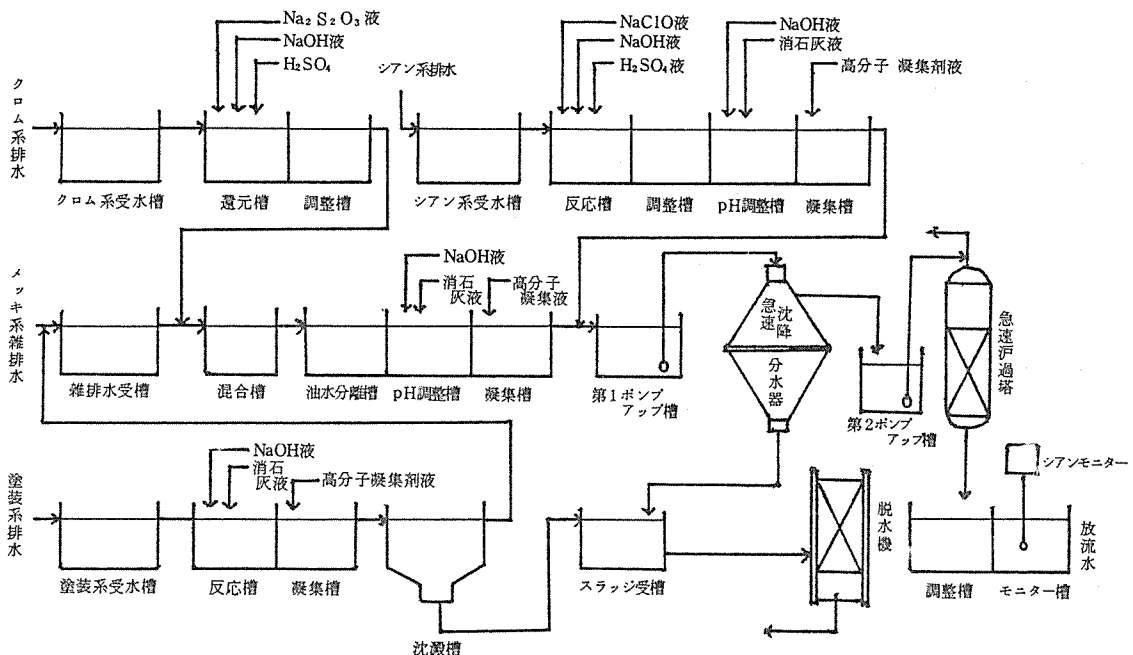 Na₂S₂O₃液
NaOH液
H₂SO₄
シアン系排水
NaClO液
NaOH液
H₂SO₄液
NaOH液
消石灰液
高分子 凝集剤液
クロム系排水
クロム系受水槽
還元槽
調整槽
シアン系受水槽
反応槽
調整槽
pH調整槽
凝集槽
メッキ系雑排水
NaOH液
消石
灰液
高分子
凝集液
雑排水受槽
混合槽
油水分離槽
pH調整槽
凝集槽
第1ポンプ
アップ槽
急速
沈降
分水器
第2ポンプ
アップ槽
急速沪過塔
塗装系排水
NaOH液
消石
灰液
高分子凝集剤液
塗装系受水槽
反応槽
凝集槽
沈澱槽
スラッジ受槽
脱水機
シアンモニター
調整槽
モニター槽
放流水